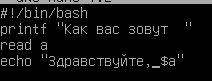 #!/bin/bash
printf "Как вас зовут  "
read a
echo "Здравствуйте,_$a"